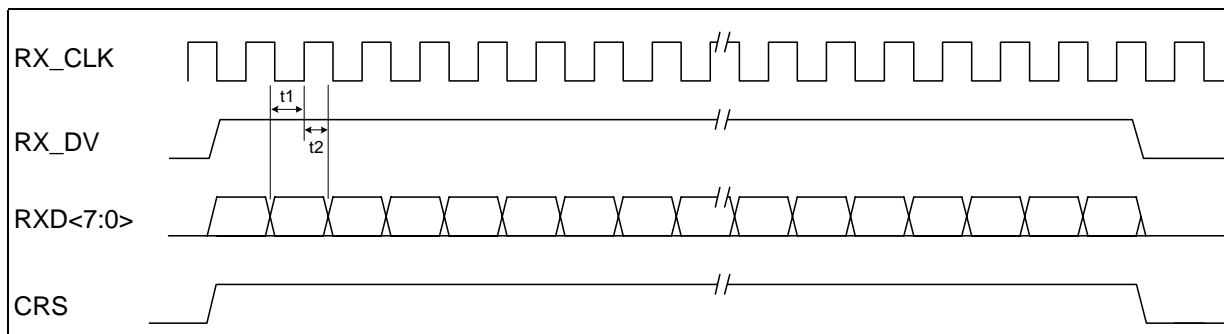 RX_CLK
t1
RX_DV
t2
RXD<7:0>
CRS